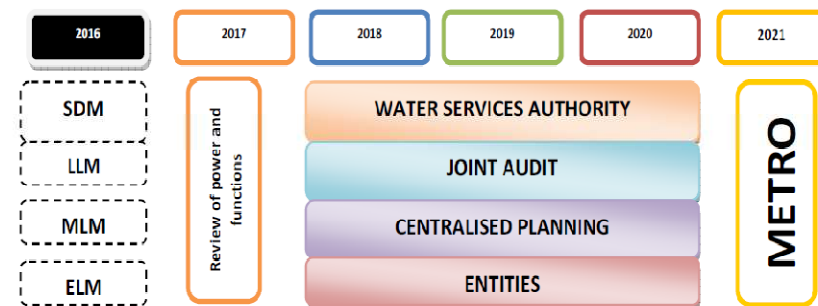 2016
2017
2018
2019
2020
2021
SDM
LLM
MLM
ELM
Review of power and
functions
WATER SERVICES AUTHORITY
JOINT AUDIT
CENTRALISED PLANNING
ENTITIES
METRO